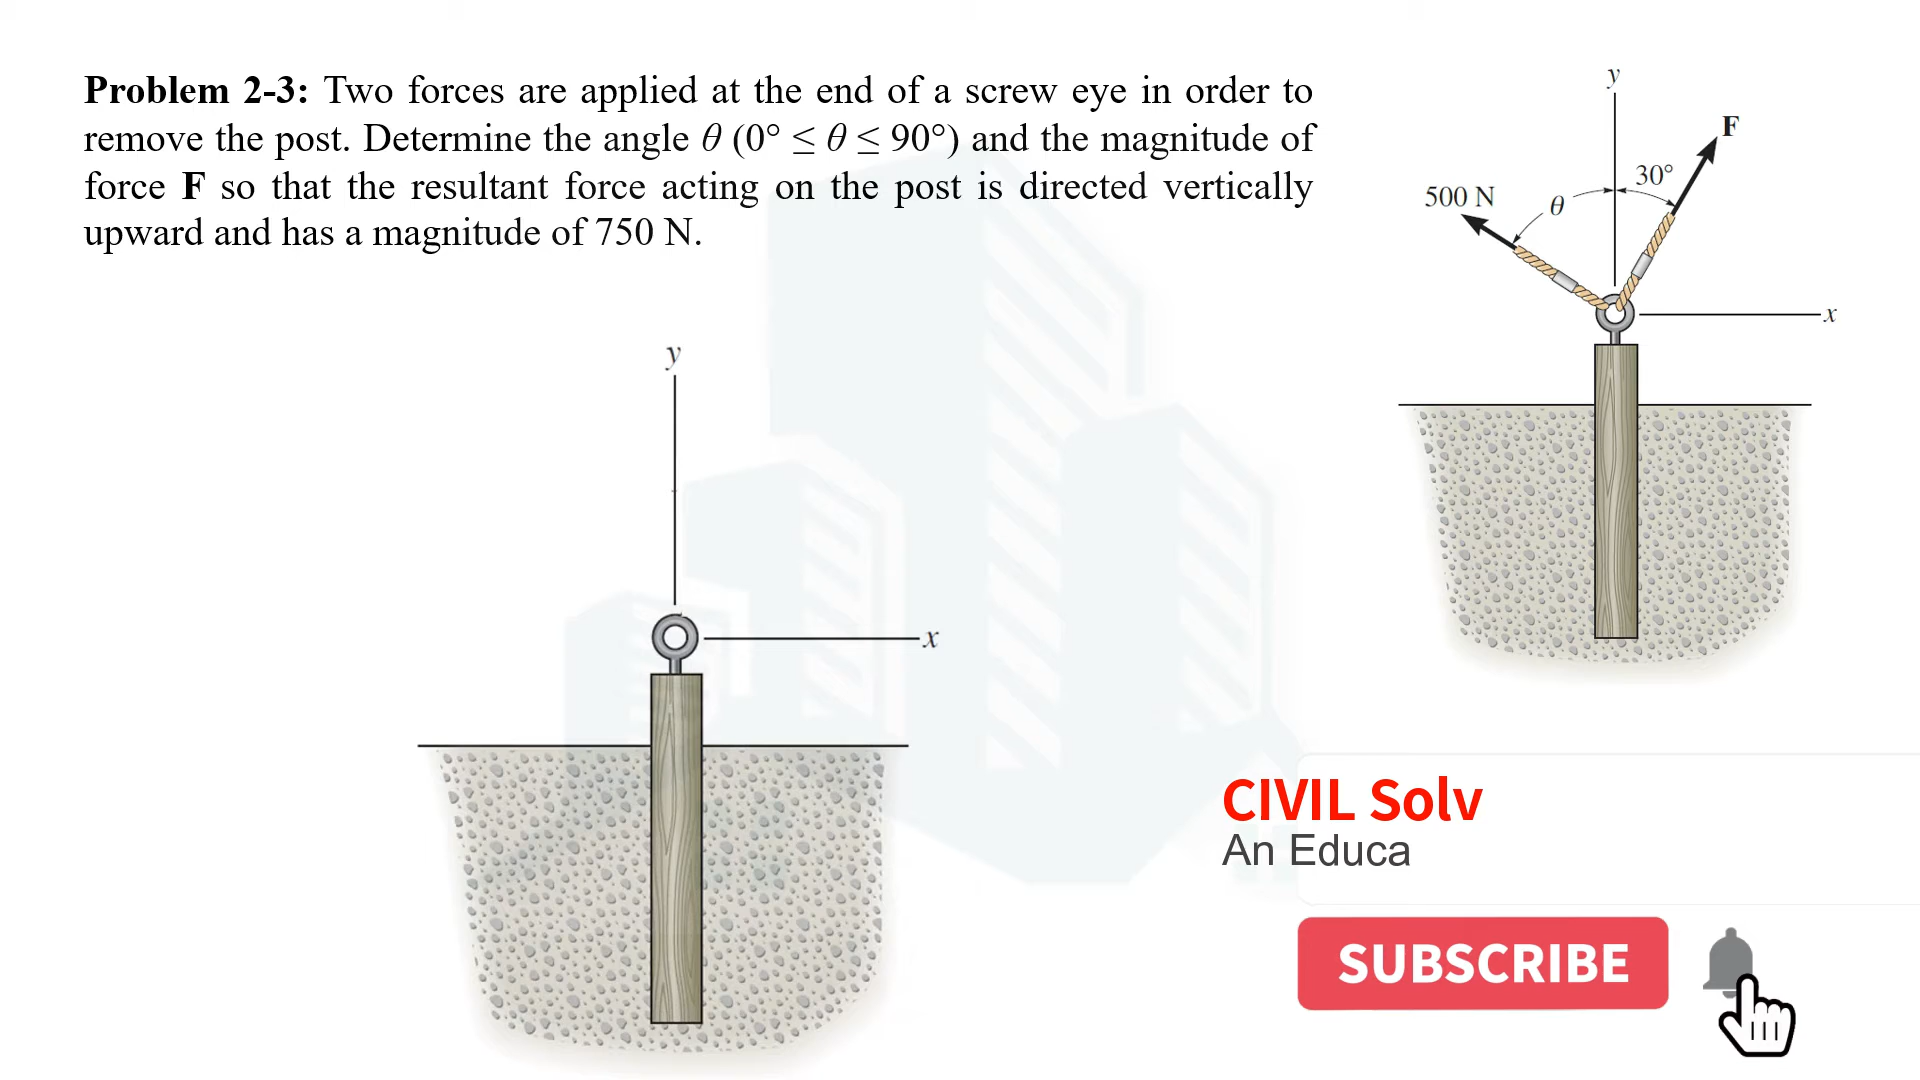 Problem 2-3: Two forces are applied at the end of a screw eye in order to
remove the post. Determine the angle θ (0° ≤ θ ≤ 90°) and the magnitude of
force F so that the resultant force acting on the post is directed vertically
upward and has a magnitude of 750 N.
y
F
30°
500 N
θ
x
y
x
CIVIL Solv
An Educa
SUBSCRIBE